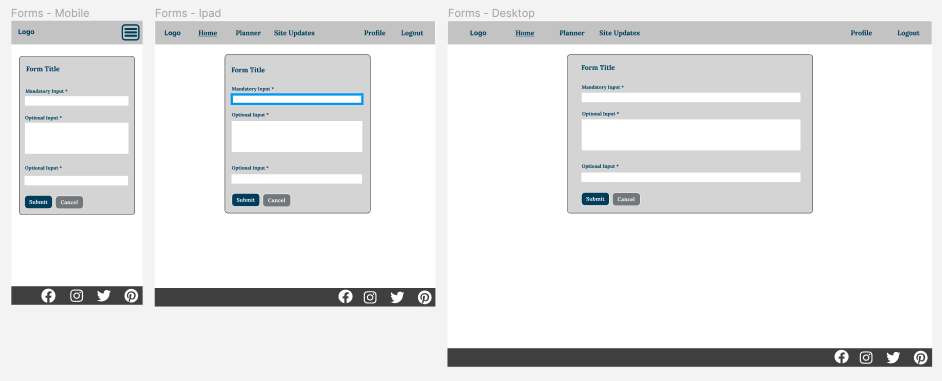 Forms - Mobile
Logo
Form Title
Mandatory Input *
Optional Input *
Optional Input *
Submit Cancel
Forms - Ipad
Logo Home Planner Site Updates Profile Logout
Form Title
Mandatory Input *
Optional Input *
Optional Input *
Submit Cancel
Forms - Desktop
Logo Home Planner Site Updates Profile Logout
Form Title
Mandatory Input *
Optional Input *
Optional Input *
Submit Cancel